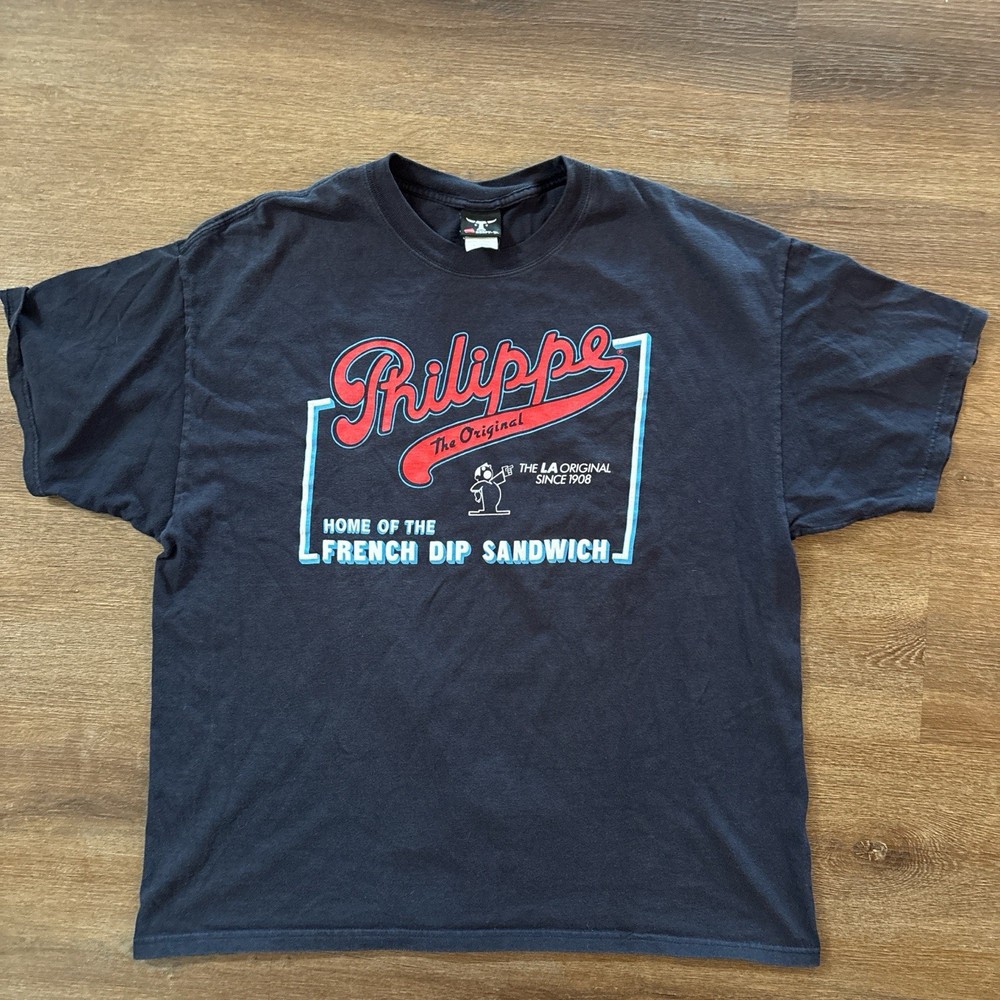 Philippe
The Original
THE LA ORIGINAL
SINCE 1908
HOME OF THE
FRENCH DIP SANDWICH